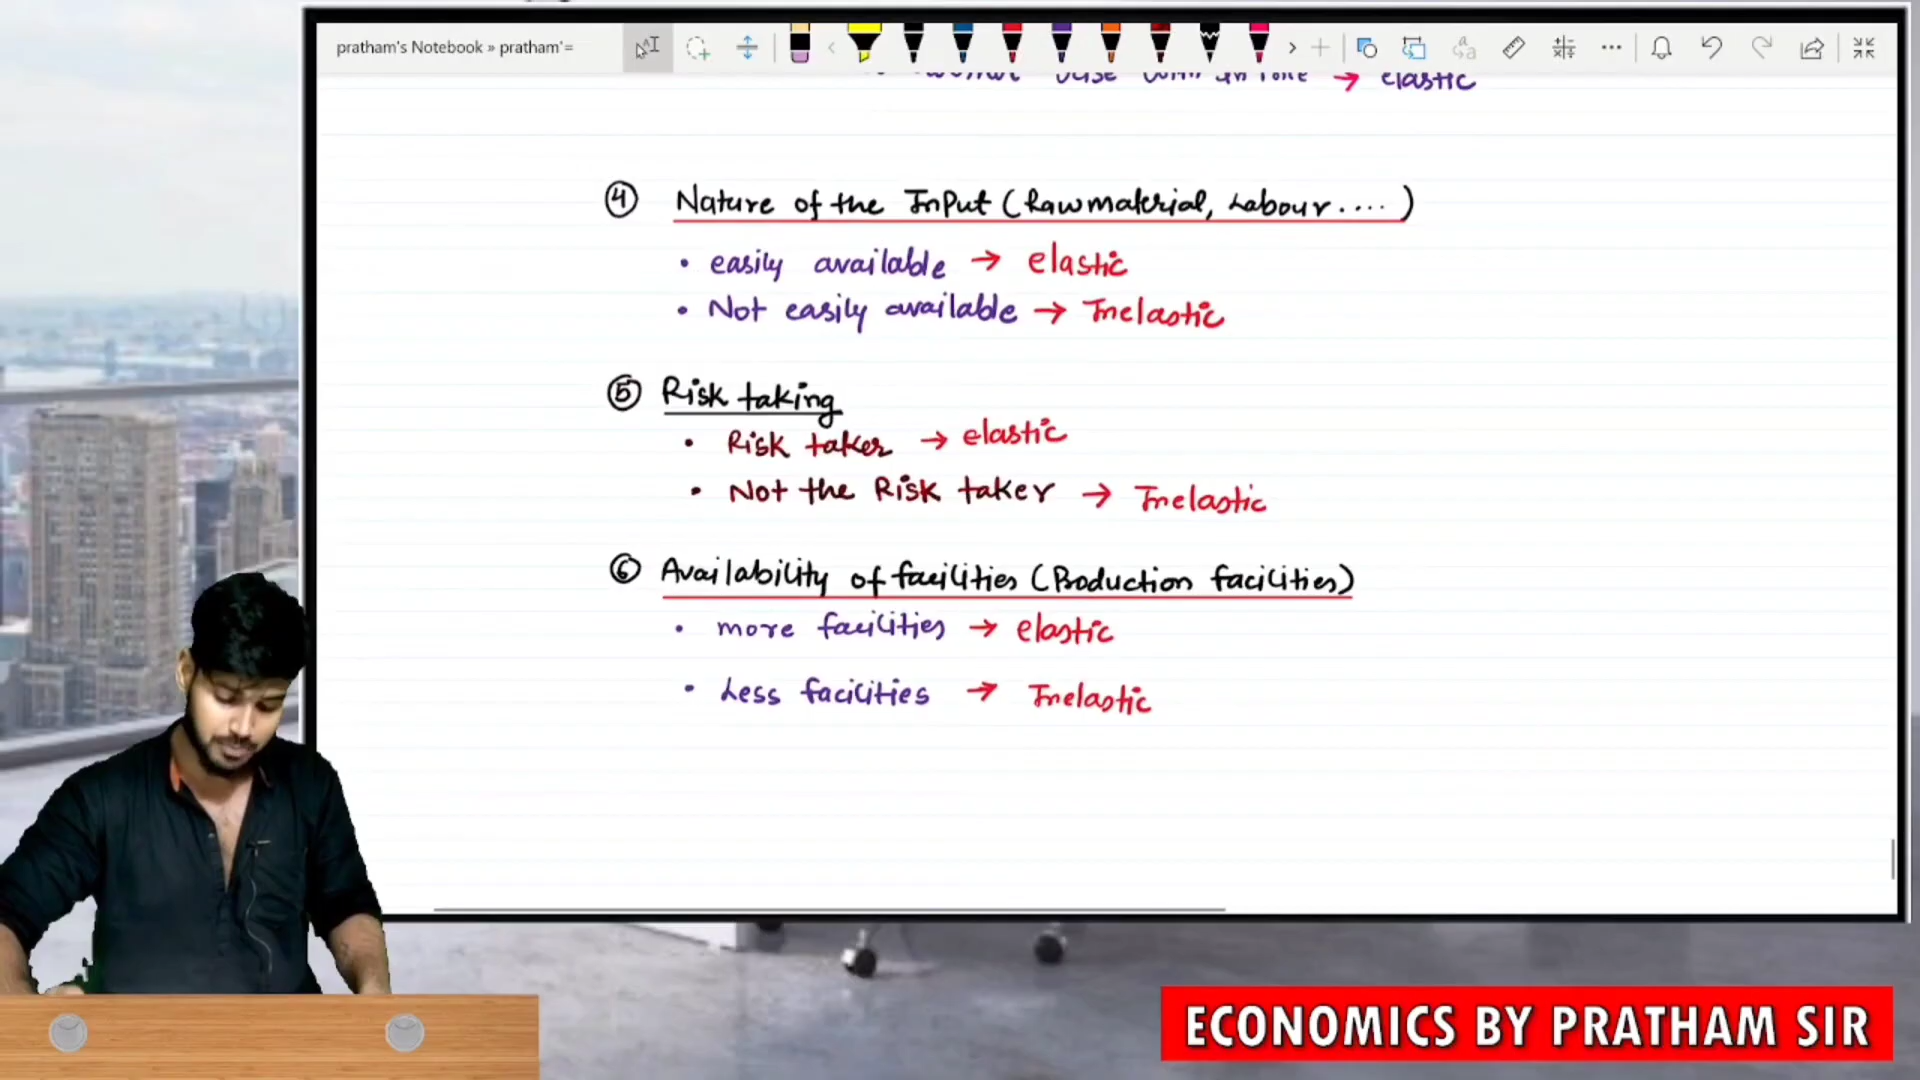 pratham's Notebook » pratham'=
→ elastic
④ Nature of the Input (Rawmaterial, Labour....)
• easily available → elastic
• Not easily available → Inelastic
⑤ Risk taking
• Risk taker → elastic
• Not the Risk taker → Inelastic
⑥ Availability of facilities (Production facilities)
• more facilities → elastic
• Less facilities → Inelastic
ECONOMICS BY PRATHAM SIR